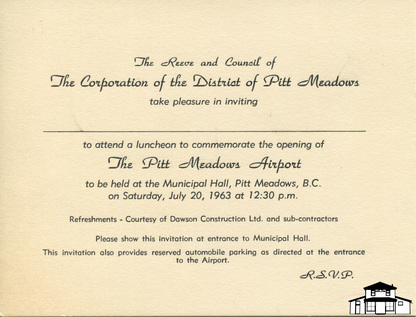 The Reeve and Council of
The Corporation of the District of Pitt Meadows
take pleasure in inviting
to attend a luncheon to commemorate the opening of
The Pitt Meadows Airport
to be held at the Municipal Hall, Pitt Meadows, B.C.
on Saturday, July 20, 1963 at 12:30 p.m.
Refreshments - Courtesy of Dawson Construction Ltd. and sub-contractors
Please show this invitation at entrance to Municipal Hall.
This invitation also provides reserved automobile parking as directed at the entrance
to the Airport.
R.S.V.P.